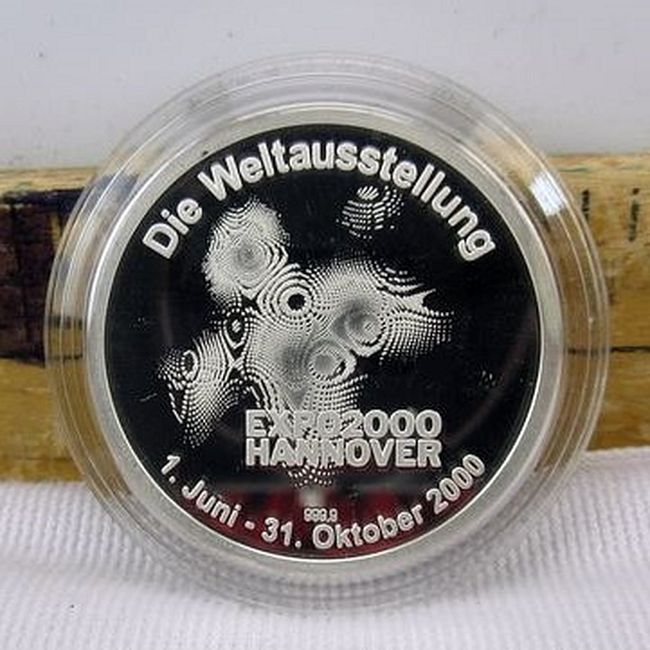 Die Weltausstellung
EXPO2000
HANNOVER
999,9
1. Juni - 31. Oktober 2000